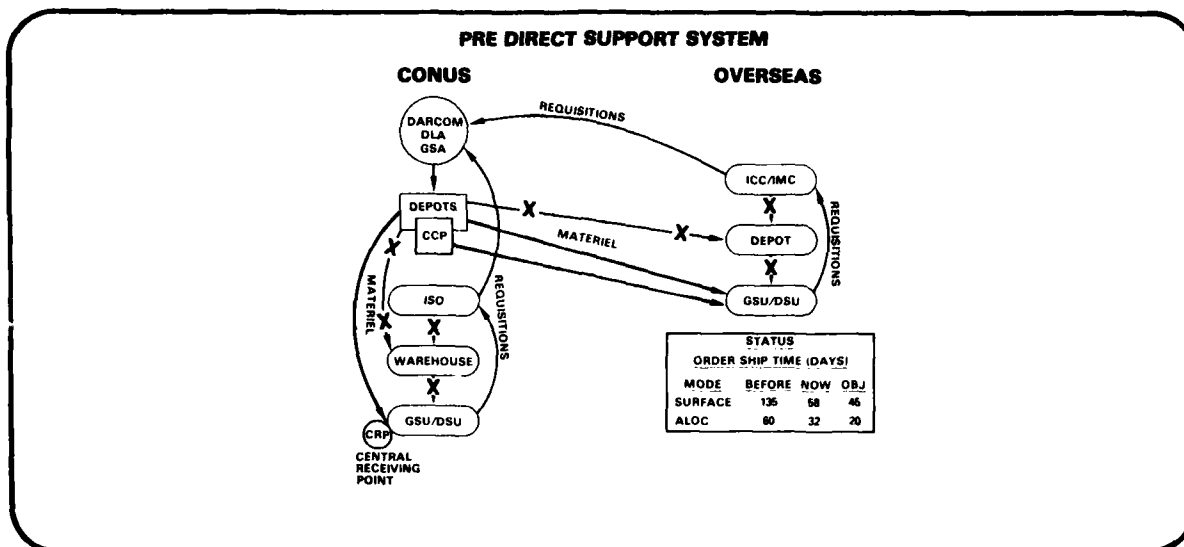 PRE DIRECT SUPPORT SYSTEM
CONUS
OVERSEAS
REQUISITIONS
DARCOM
DLA
GSA
ICC/IMC
X
REQUISITIONS
DEPOTS
X
MATERIEL
X
DEPOT
CCP
X
X
GSU/DSU
MATERIEL
ISO
REQUISITIONS
X
X
WAREHOUSE
X
GSU/DSU
CRP
CENTRAL
RECEIVING
POINT
STATUS
ORDER SHIP TIME (DAYS)
MODE BEFORE NOW OBJ
SURFACE 135 68 45
ALOC 60 32 20